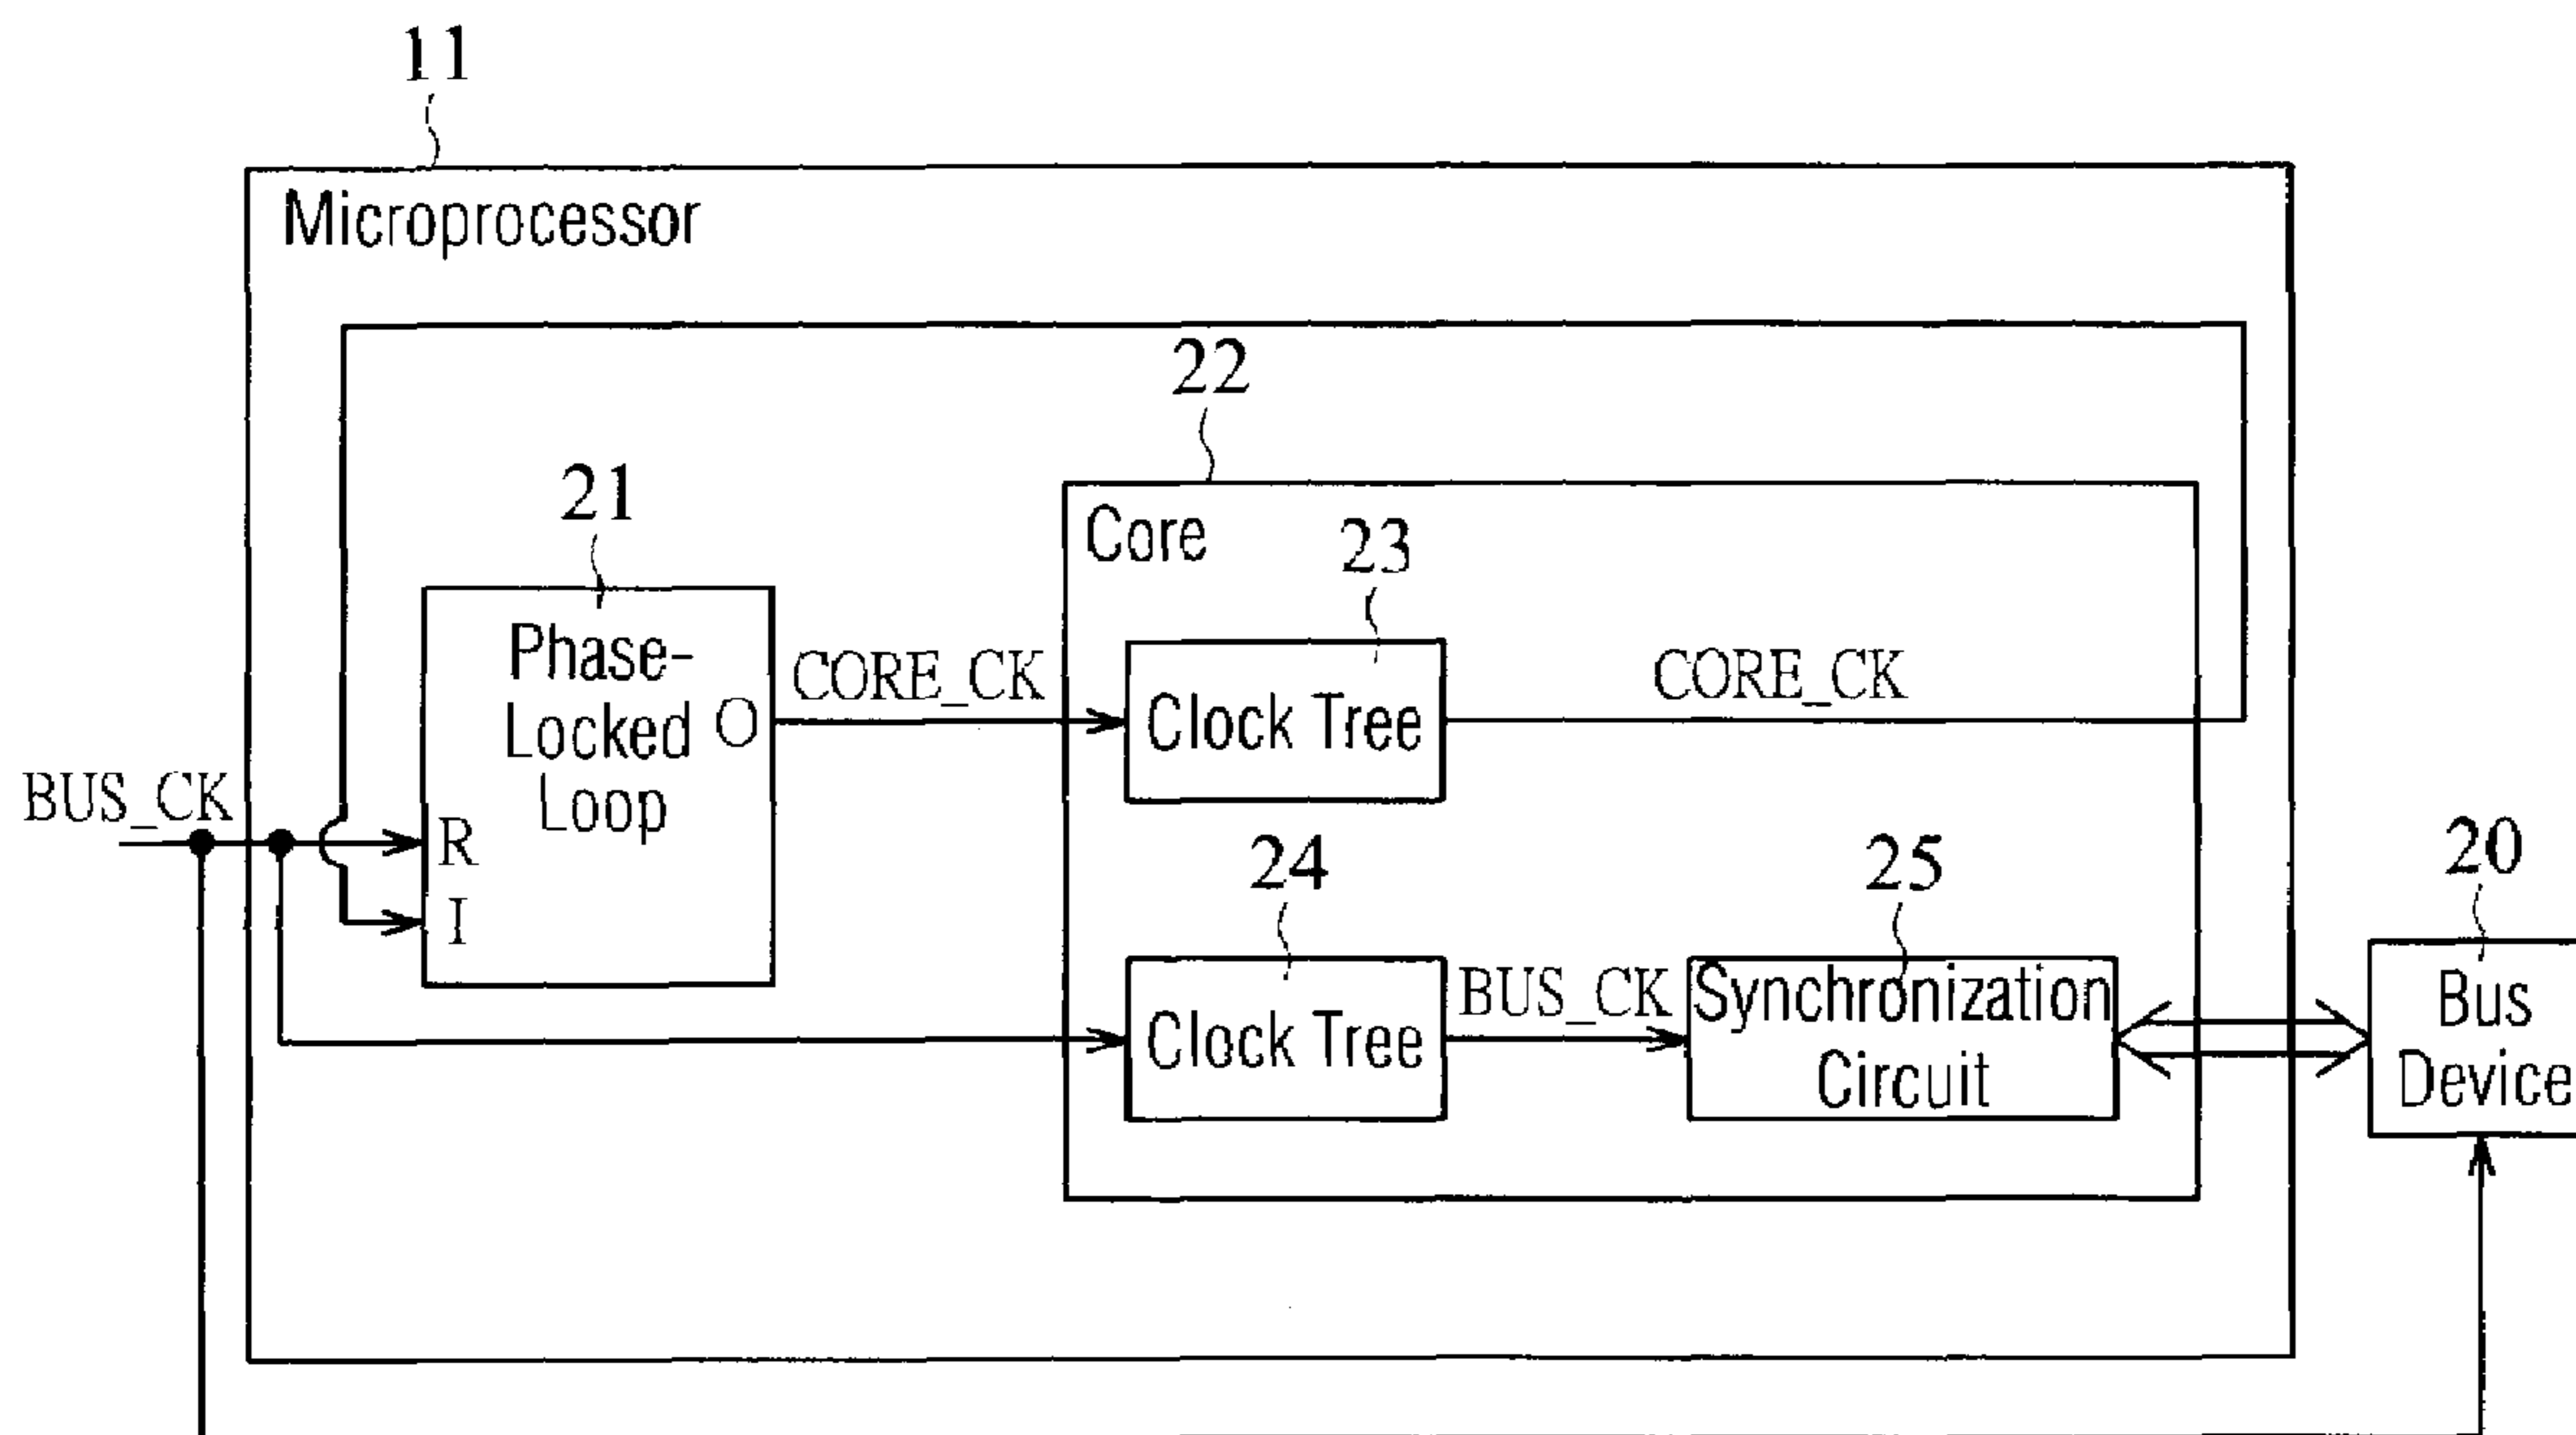 11
Microprocessor
22
21
Core
23
Phase-
Locked
Loop
O
CORE_CK
Clock Tree
CORE_CK
BUS_CK
R
I
24
25
20
Clock Tree
BUS_CK
Synchronization
Circuit
Bus
Device